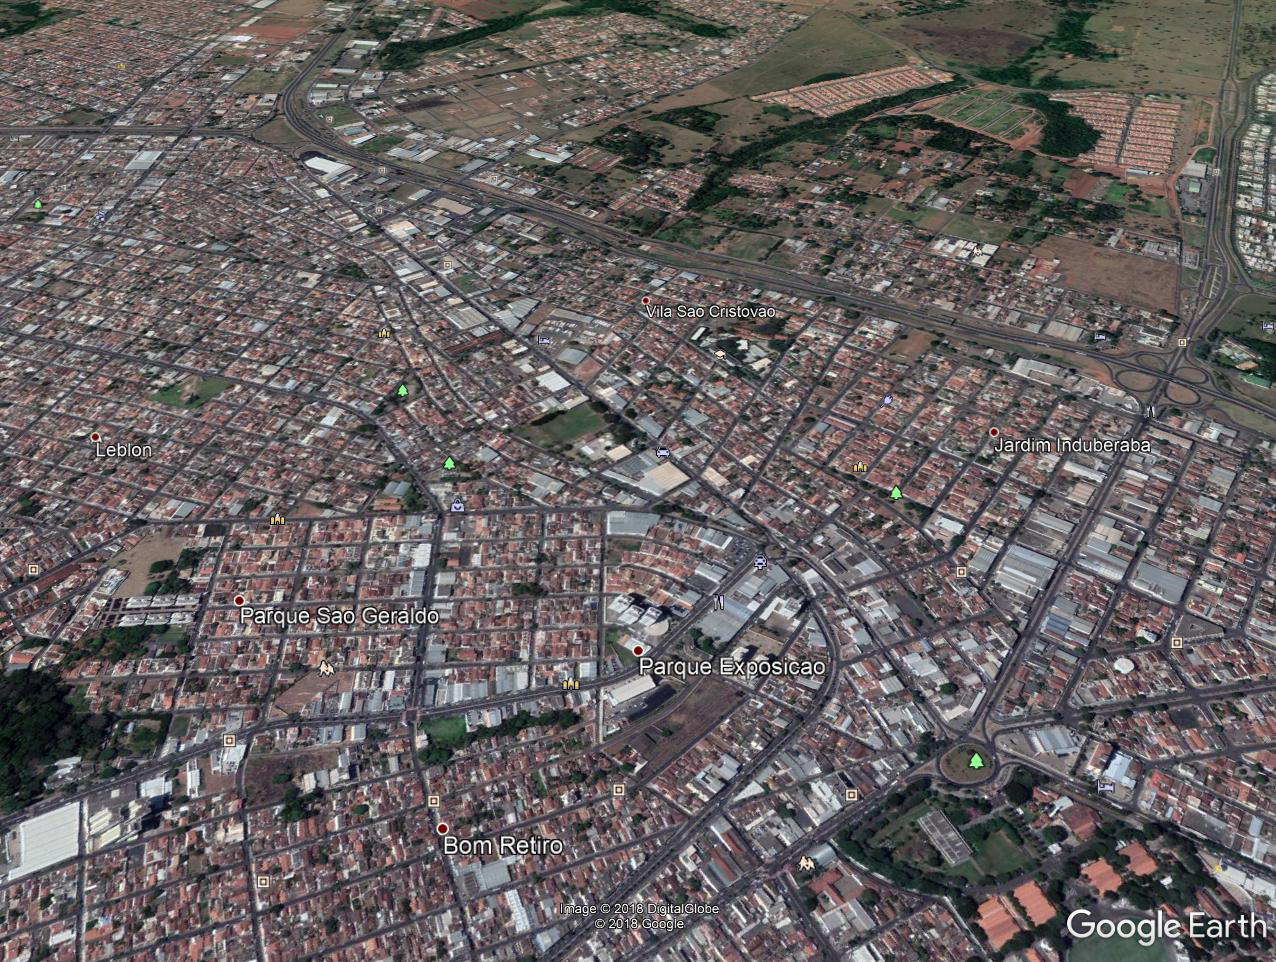 Vila Sao Cristovao
Leblon
Jardim Induberaba
Parque Sao Geraldo
Parque Exposicao
Bom Retiro
Image © 2018 DigitalGlobe
© 2018 Google
Google Earth